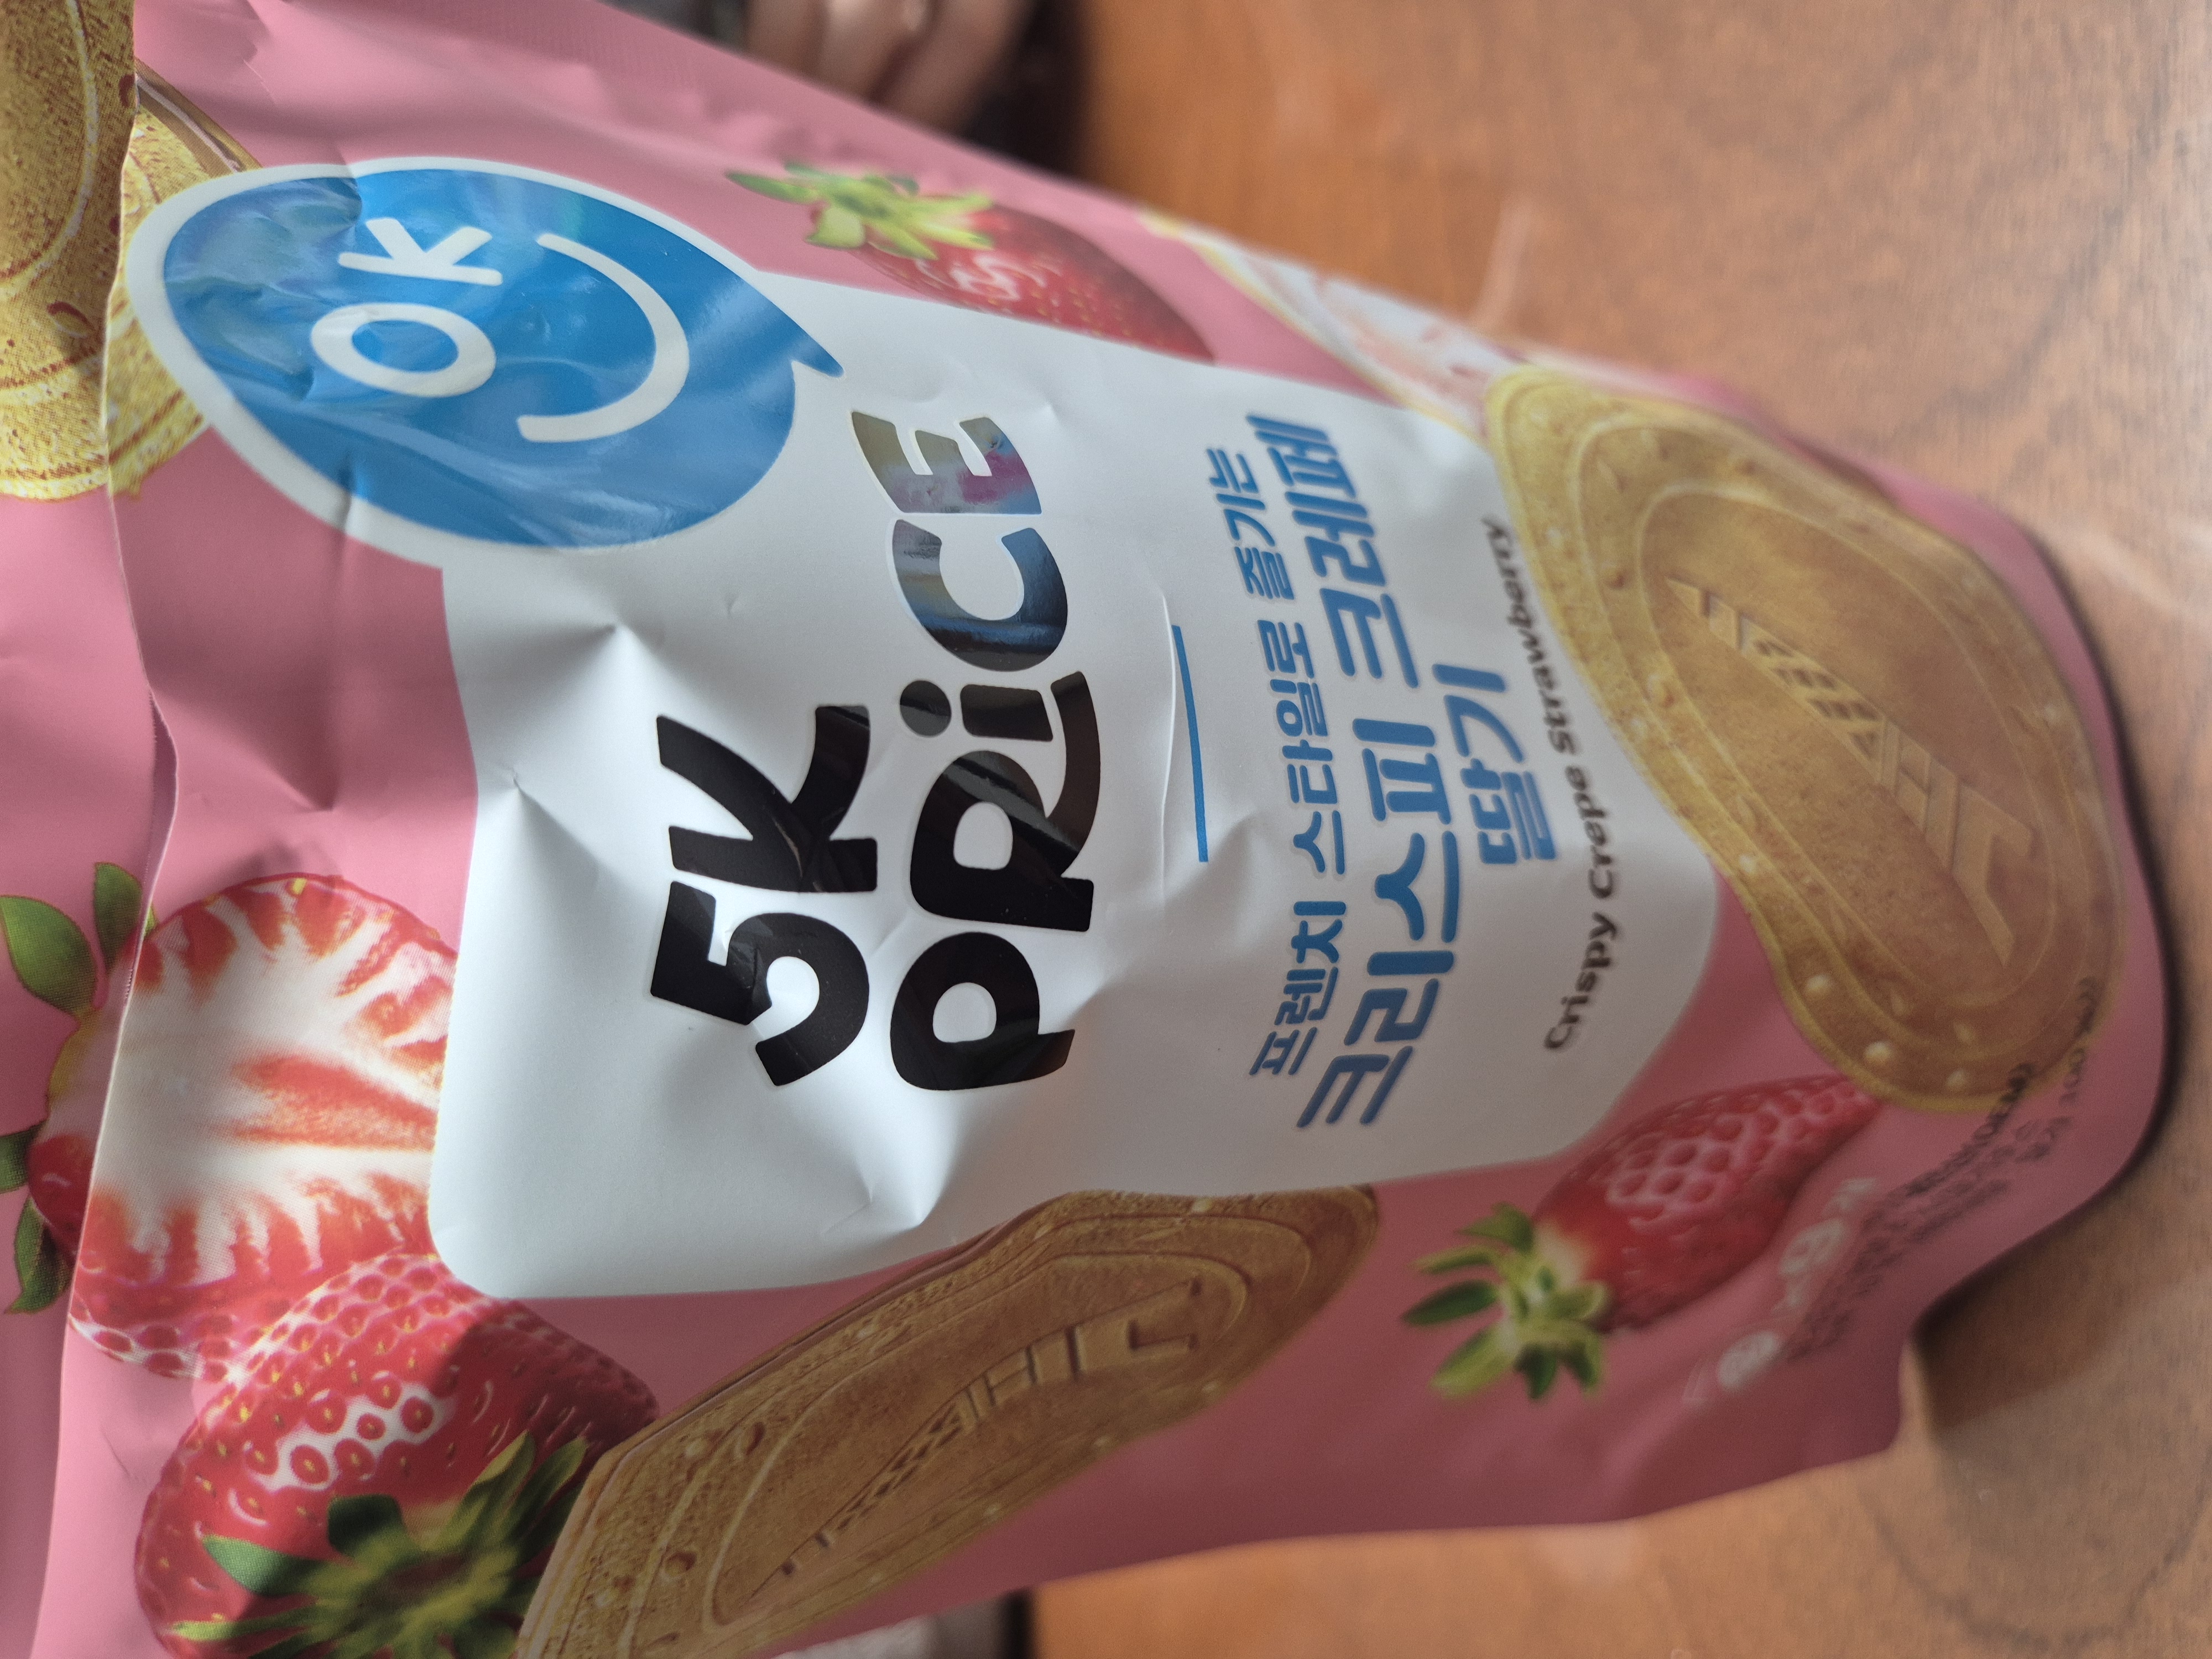 OK
5K
PRiCE
프렌치 스타일로 즐기는
크리스피 크레페
딸기
Crispy Crepe Strawberry